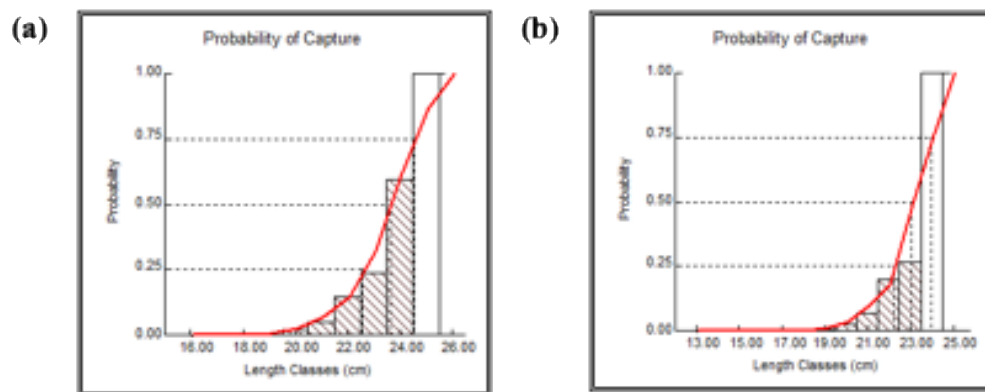 (a)
Probability of Capture
1.00
0.75
0.50
0.25
0.00
Probability
16.00 18.00 20.00 22.00 24.00 26.00
Length Classes (cm)
(b)
Probability of Capture
1.00
0.75
0.50
0.25
0.00
Probability
13.00 15.00 17.00 19.00 21.00 23.00 25.00
Length Classes (cm)